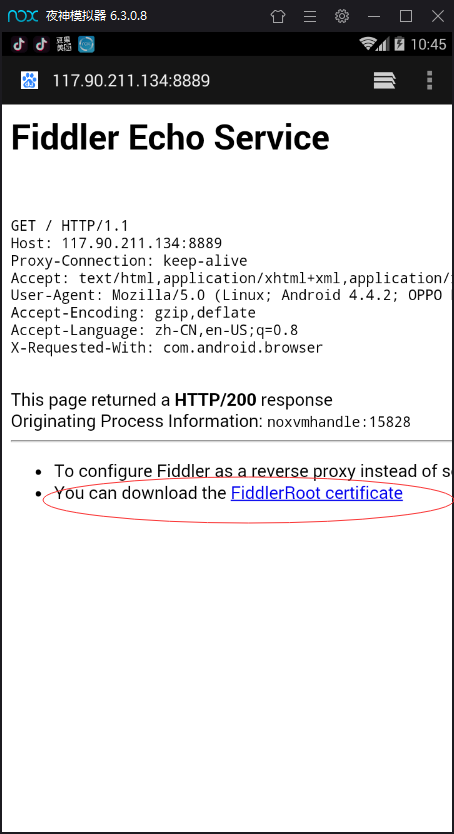 nox 夜神模拟器 6.3.0.8
10:45
117.90.211.134:8889
Fiddler Echo Service
GET / HTTP/1.1
Host: 117.90.211.134:8889
Proxy-Connection: keep-alive
Accept: text/html,application/xhtml+xml,application/
User-Agent: Mozilla/5.0 (Linux; Android 4.4.2; OPPO
Accept-Encoding: gzip,deflate
Accept-Language: zh-CN,en-US;q=0.8
X-Requested-With: com.android.browser
This page returned a HTTP/200 response
Originating Process Information: noxvmhandle:15828
• To configure Fiddler as a reverse proxy instead of
• You can download the FiddlerRoot certificate